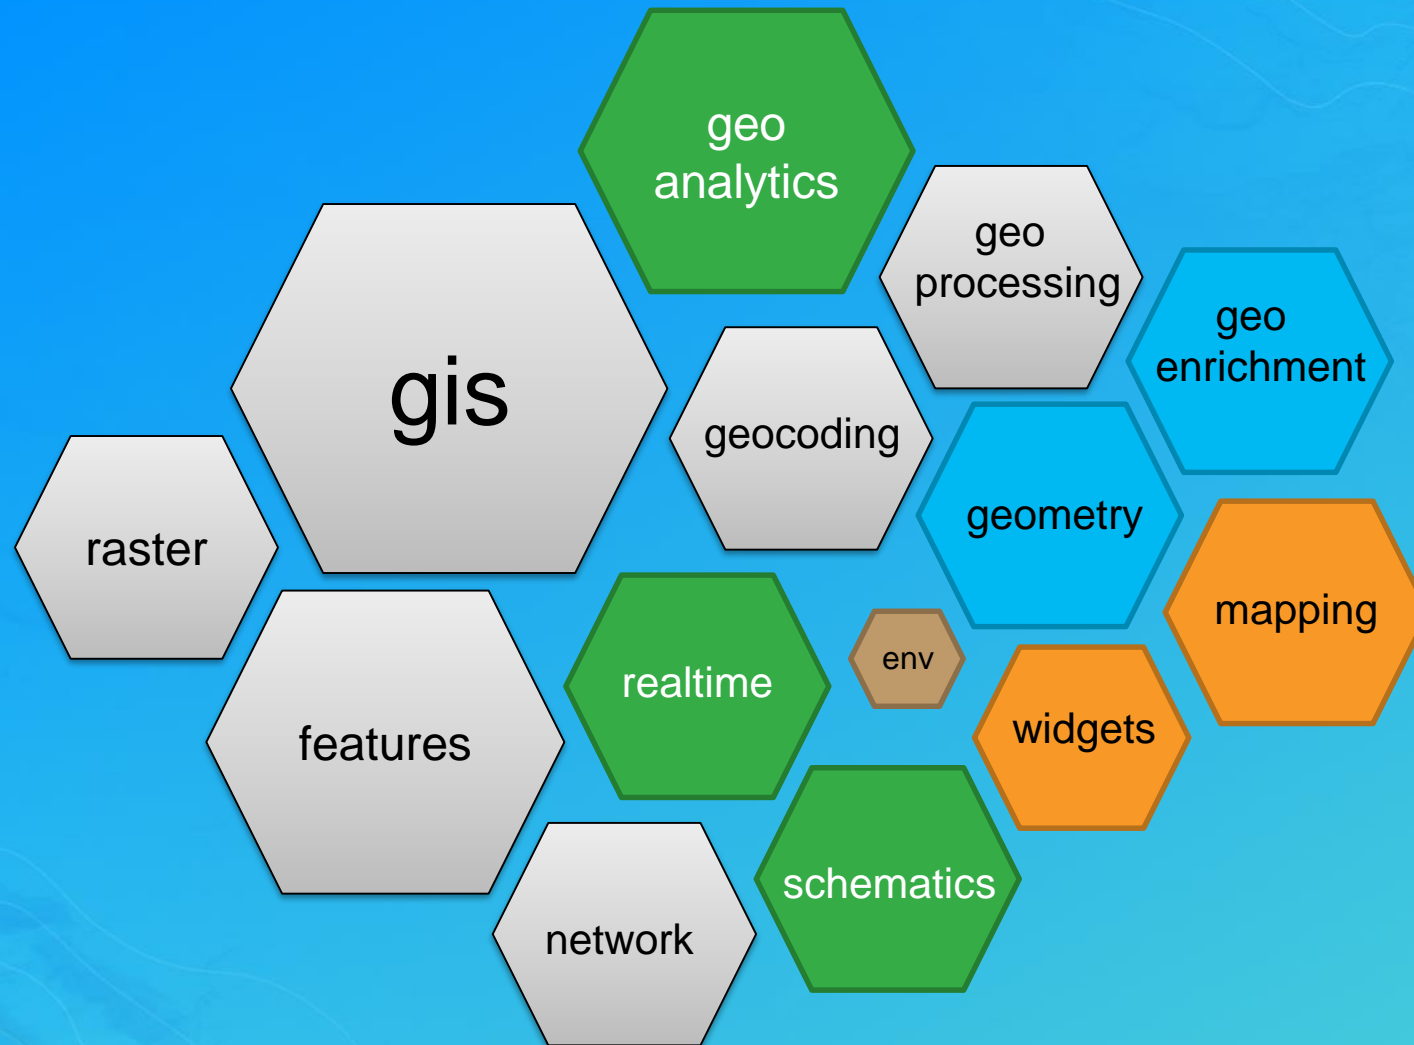 geo
analytics
geo
processing
geo
enrichment
gis
geocoding
geometry
raster
mapping
realtime
env
widgets
features
schematics
network